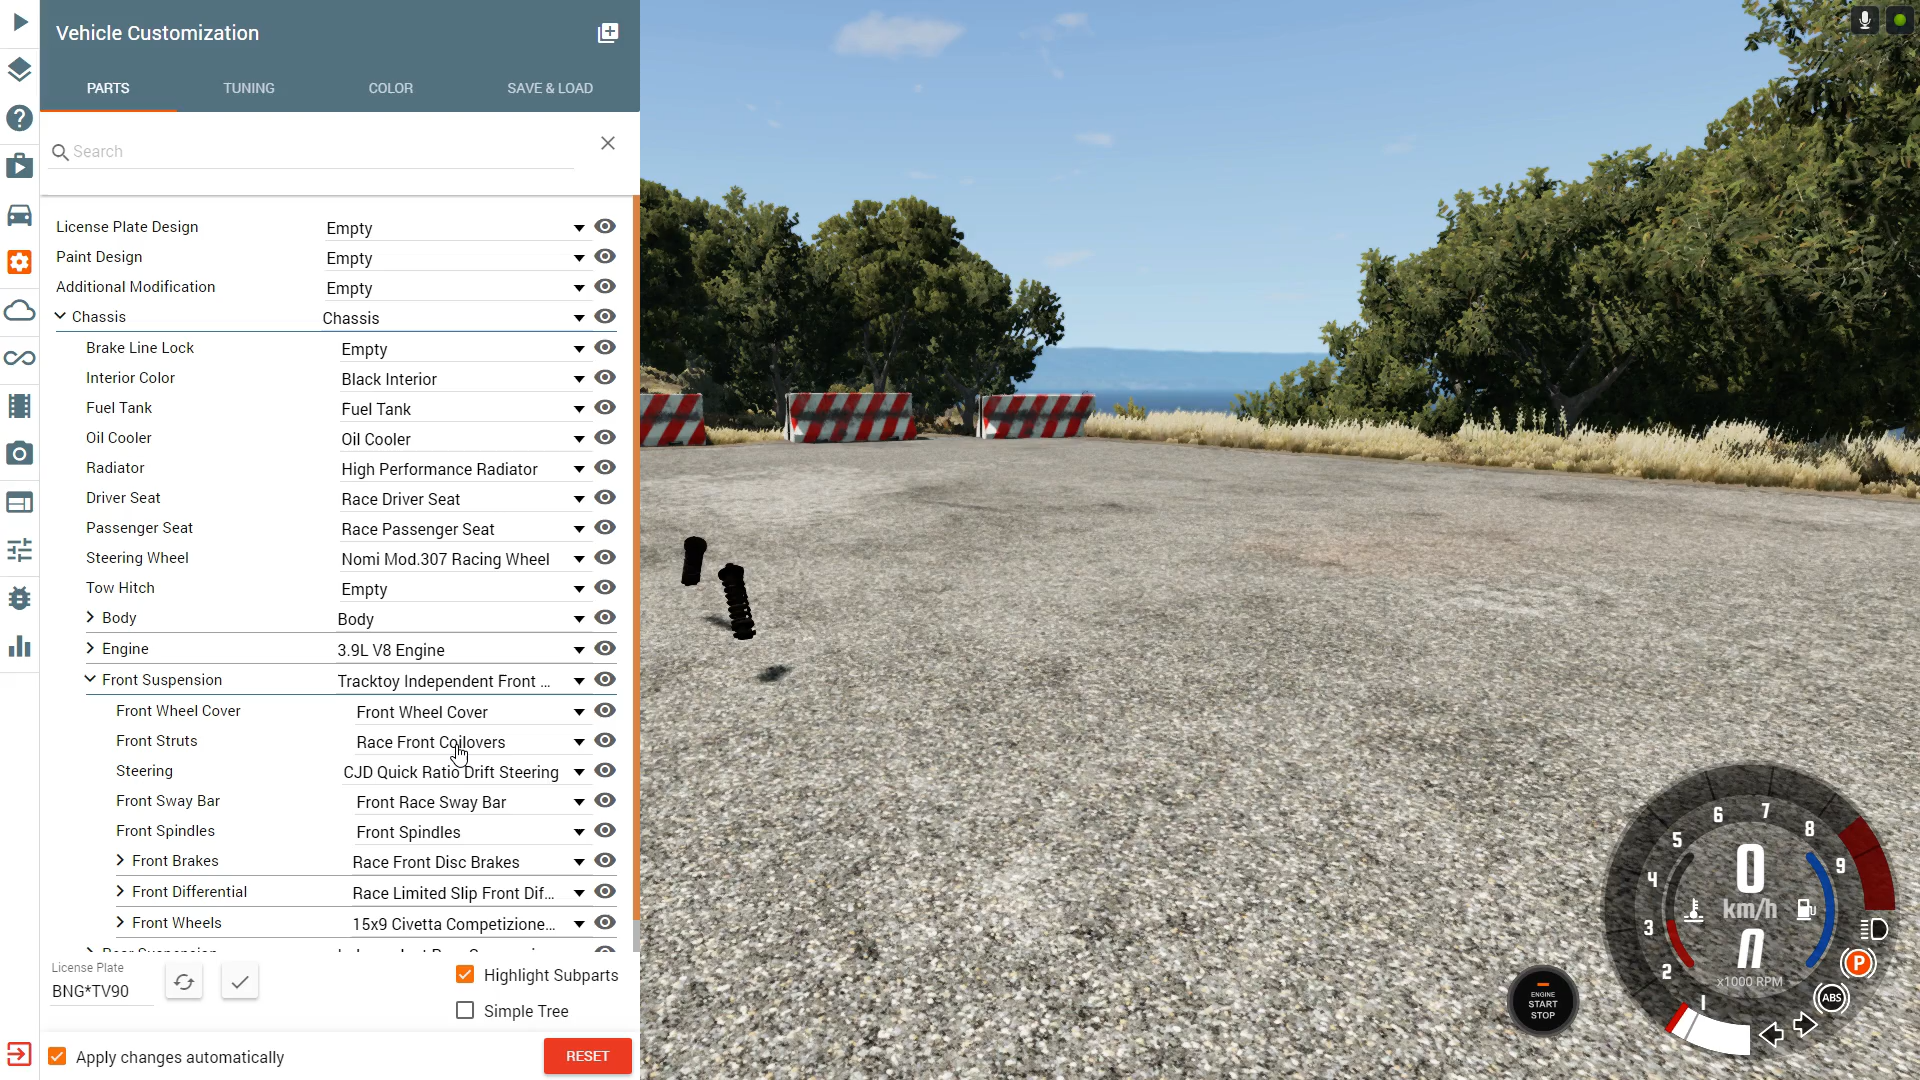 Vehicle Customization
PARTS TUNING COLOR SAVE & LOAD
Search
License Plate Design Empty
Paint Design Empty
Additional Modification Empty
Chassis Chassis
Brake Line Lock Empty
Interior Color Black Interior
Fuel Tank Fuel Tank
Oil Cooler Oil Cooler
Radiator High Performance Radiator
Driver Seat Race Driver Seat
Passenger Seat Race Passenger Seat
Steering Wheel Nomi Mod.307 Racing Wheel
Tow Hitch Empty
Body Body
Engine 3.9L V8 Engine
Front Suspension Tracktoy Independent Front ...
Front Wheel Cover Front Wheel Cover
Front Struts Race Front Coilovers
Steering CJD Quick Ratio Drift Steering
Front Sway Bar Front Race Sway Bar
Front Spindles Front Spindles
Front Brakes Race Front Disc Brakes
Front Differential Race Limited Slip Front Dif...
Front Wheels 15x9 Civetta Competizione...
License Plate
BNG*TV90
Highlight Subparts
Simple Tree
Apply changes automatically
RESET
ENGINE
START
STOP
1 2 3 4 5 6 7 8 9
0
km/h
n
x1000 RPM
P
ABS